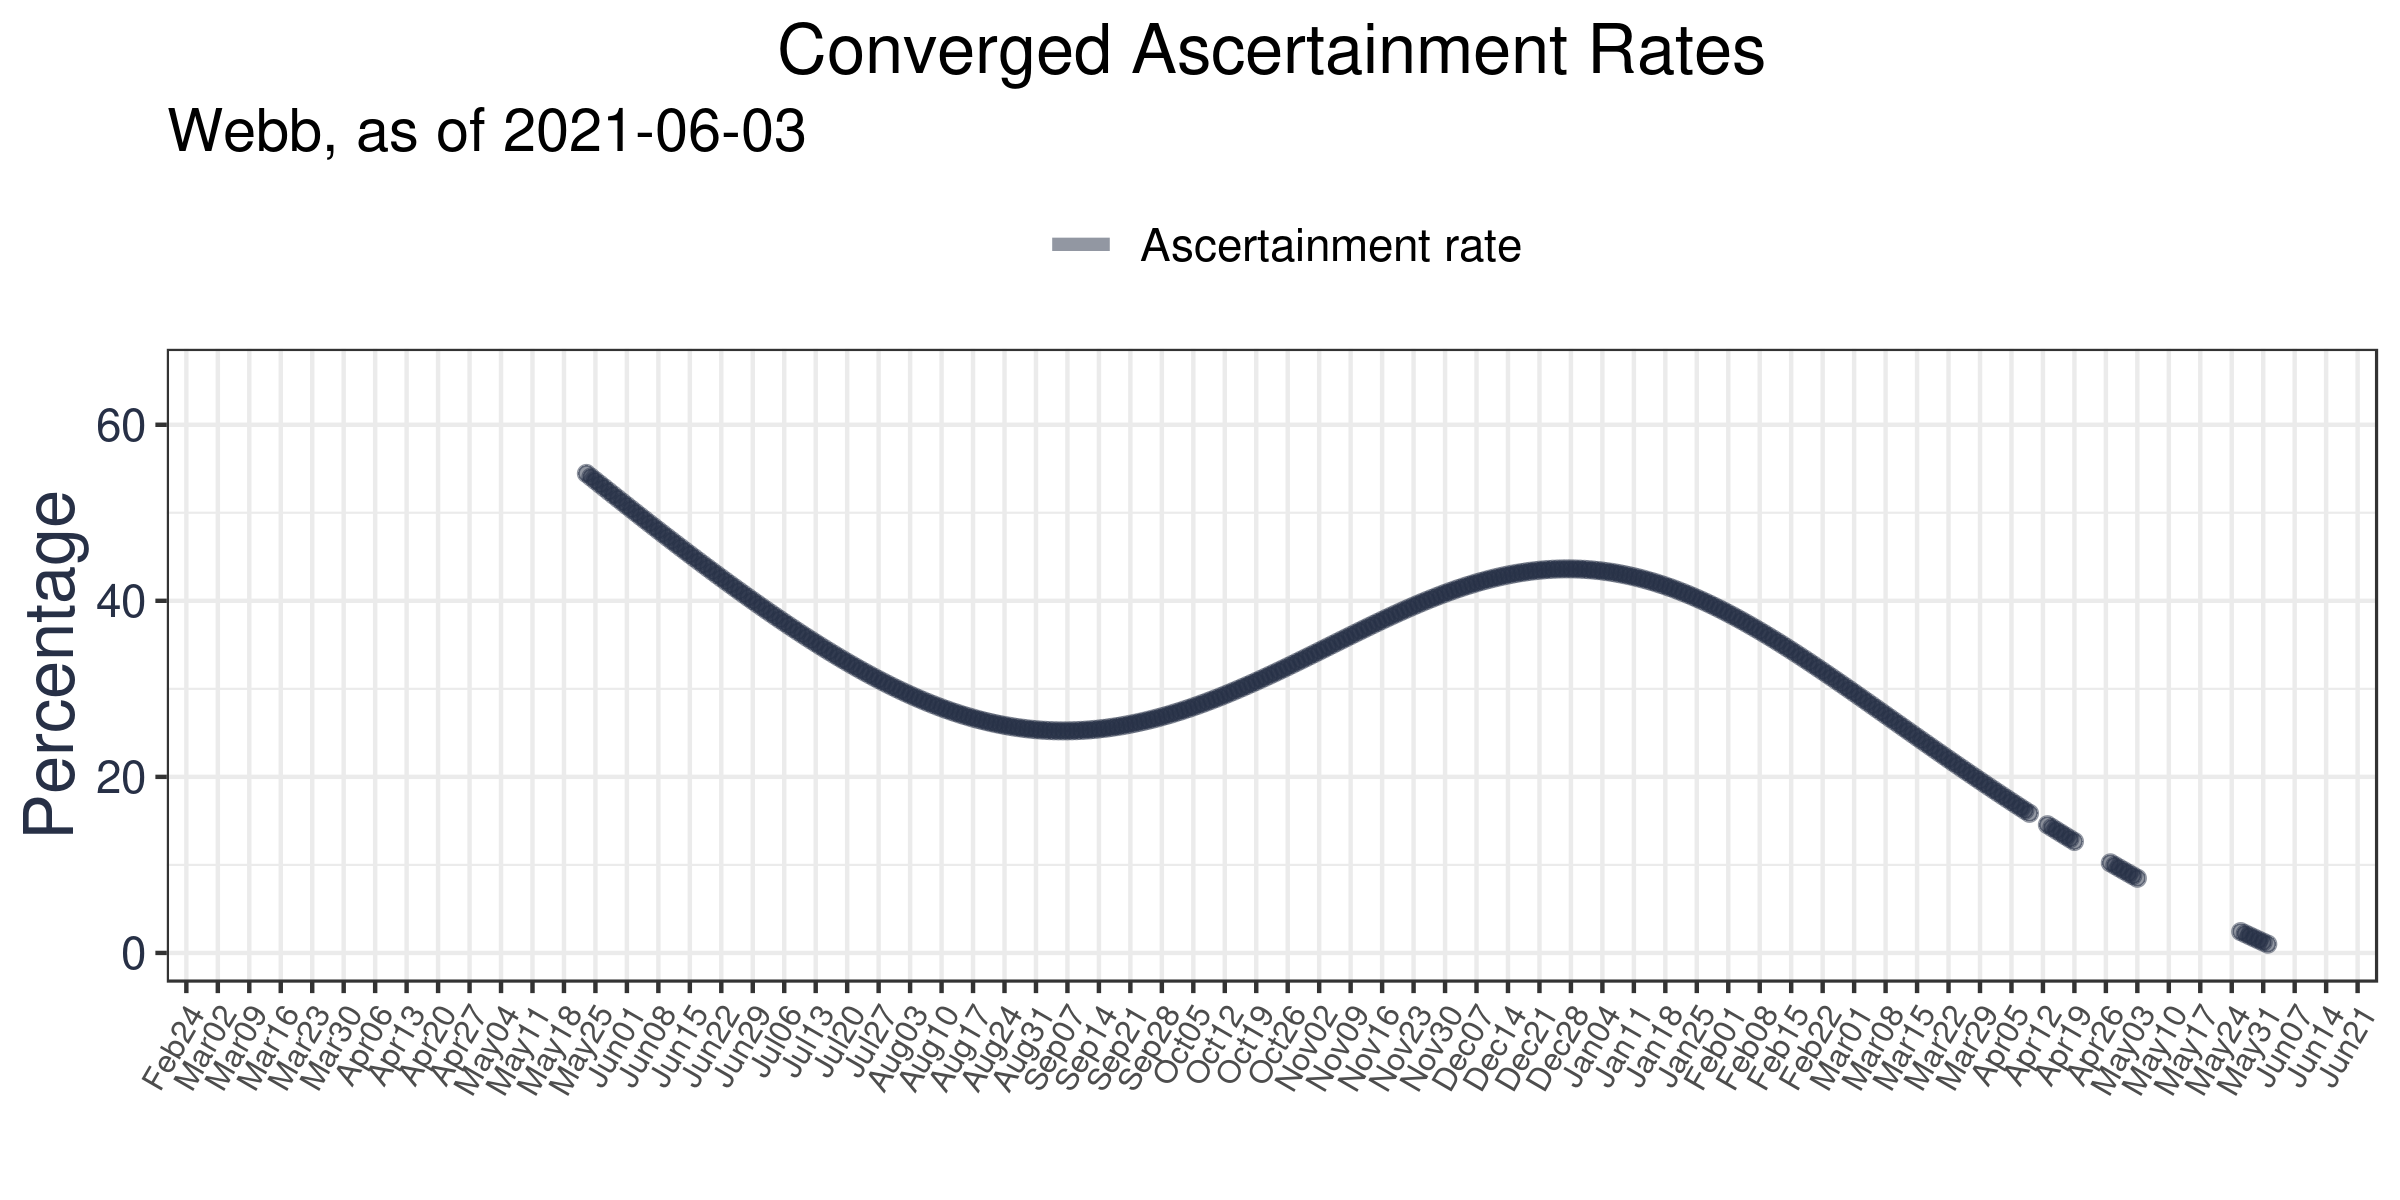 Converged Ascertainment Rates
Webb, as of 2021-06-03
Ascertainment rate
Percentage
60
40
20
0
Feb24 Mar02 Mar09 Mar16 Mar23 Mar30 Apr06 Apr13 Apr20 Apr27 May04 May11 May18 May25 Jun01 Jun08 Jun15 Jun22 Jun29 Jul06 Jul13 Jul20 Jul27 Aug03 Aug10 Aug17 Aug24 Aug31 Sep07 Sep14 Sep21 Sep28 Oct05 Oct12 Oct19 Oct26 Nov02 Nov09 Nov16 Nov23 Nov30 Dec07 Dec14 Dec21 Dec28 Jan04 Jan11 Jan18 Jan25 Feb01 Feb08 Feb15 Feb22 Mar01 Mar08 Mar15 Mar22 Mar29 Apr05 Apr12 Apr19 Apr26 May03 May10 May17 May24 May31 Jun07 Jun14 Jun21